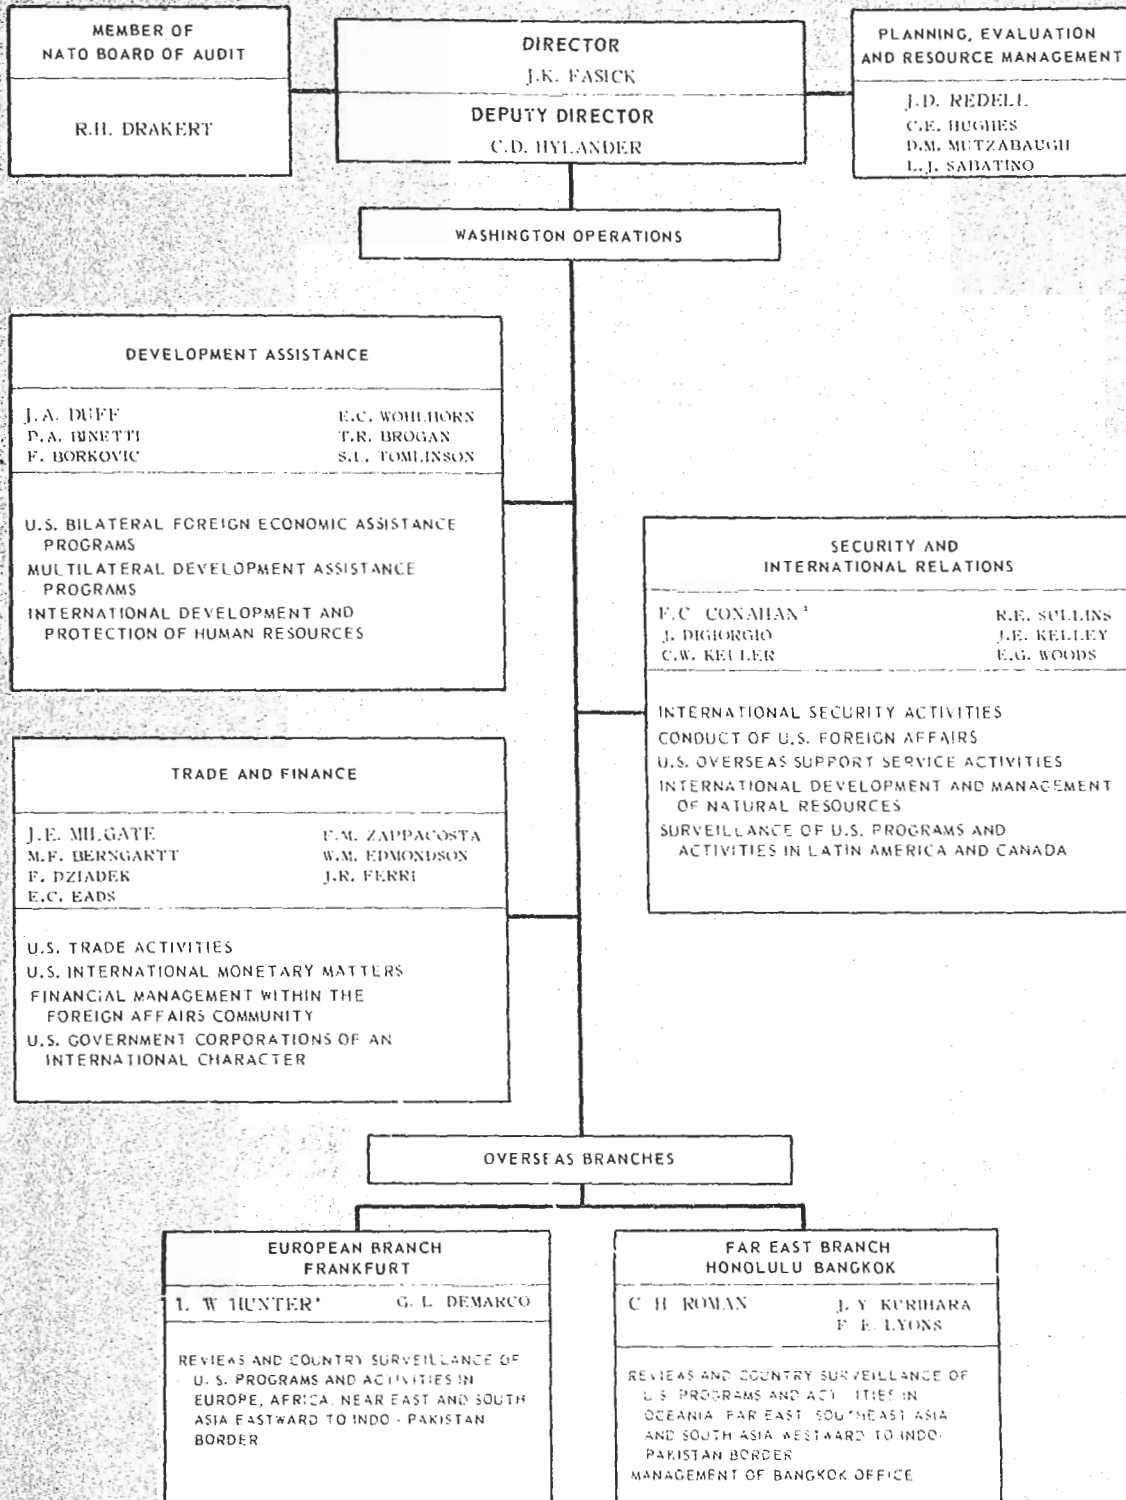 MEMBER OF
NATO BOARD OF AUDIT
R.H. DRAKERT
DIRECTOR
J.K. FASICK
DEPUTY DIRECTOR
C.D. HYLANDER
PLANNING, EVALUATION
AND RESOURCE MANAGEMENT
J.D. REDELL
C.E. HUGHES
D.M. MUTZABAUGH
L.J. SABATINO
WASHINGTON OPERATIONS
DEVELOPMENT ASSISTANCE
J.A. DUFF
P.A. BINETTI
F. BORKOVIC
E.C. WOHLHORN
T.R. BROGAN
S.L. TOMLINSON
U.S. BILATERAL FOREIGN ECONOMIC ASSISTANCE
PROGRAMS
MULTILATERAL DEVELOPMENT ASSISTANCE
PROGRAMS
INTERNATIONAL DEVELOPMENT AND
PROTECTION OF HUMAN RESOURCES
SECURITY AND
INTERNATIONAL RELATIONS
F.C CONAHAN
J. DIGIORGIO
C.W. KELLER
R.E. SULLINS
J.E. KELLEY
E.G. WOODS
INTERNATIONAL SECURITY ACTIVITIES
CONDUCT OF U.S. FOREIGN AFFAIRS
U.S. OVERSEAS SUPPORT SERVICE ACTIVITIES
INTERNATIONAL DEVELOPMENT AND MANAGEMENT
OF NATURAL RESOURCES
SURVEILLANCE OF U.S. PROGRAMS AND
ACTIVITIES IN LATIN AMERICA AND CANADA
TRADE AND FINANCE
J.E. MILGATE
M.F. BERNGARTT
F. DZIADEK
E.C. EADS
F.M. ZAPPACOSTA
W.M. EDMONDSON
J.R. FERRI
U.S. TRADE ACTIVITIES
U.S. INTERNATIONAL MONETARY MATTERS
FINANCIAL MANAGEMENT WITHIN THE
FOREIGN AFFAIRS COMMUNITY
U.S. GOVERNMENT CORPORATIONS OF AN
INTERNATIONAL CHARACTER
OVERSEAS BRANCHES
EUROPEAN BRANCH
FRANKFURT
L. W HUNTER
G. L. DEMARCO
REVIEWS AND COUNTRY SURVEILLANCE OF
U. S. PROGRAMS AND ACTIVITIES IN
EUROPE, AFRICA, NEAR EAST AND SOUTH
ASIA EASTWARD TO INDO - PAKISTAN
BORDER
FAR EAST BRANCH
HONOLULU BANGKOK
C H ROMAN
J. Y KURIHARA
F E. LYONS
REVIEWS AND COUNTRY SURVEILLANCE OF
U.S. PROGRAMS AND ACTIVITIES IN
OCEANIA, FAR EAST, SOUTHEAST ASIA
AND SOUTH ASIA WESTWARD TO INDO-
PAKISTAN BORDER
MANAGEMENT OF BANGKOK OFFICE